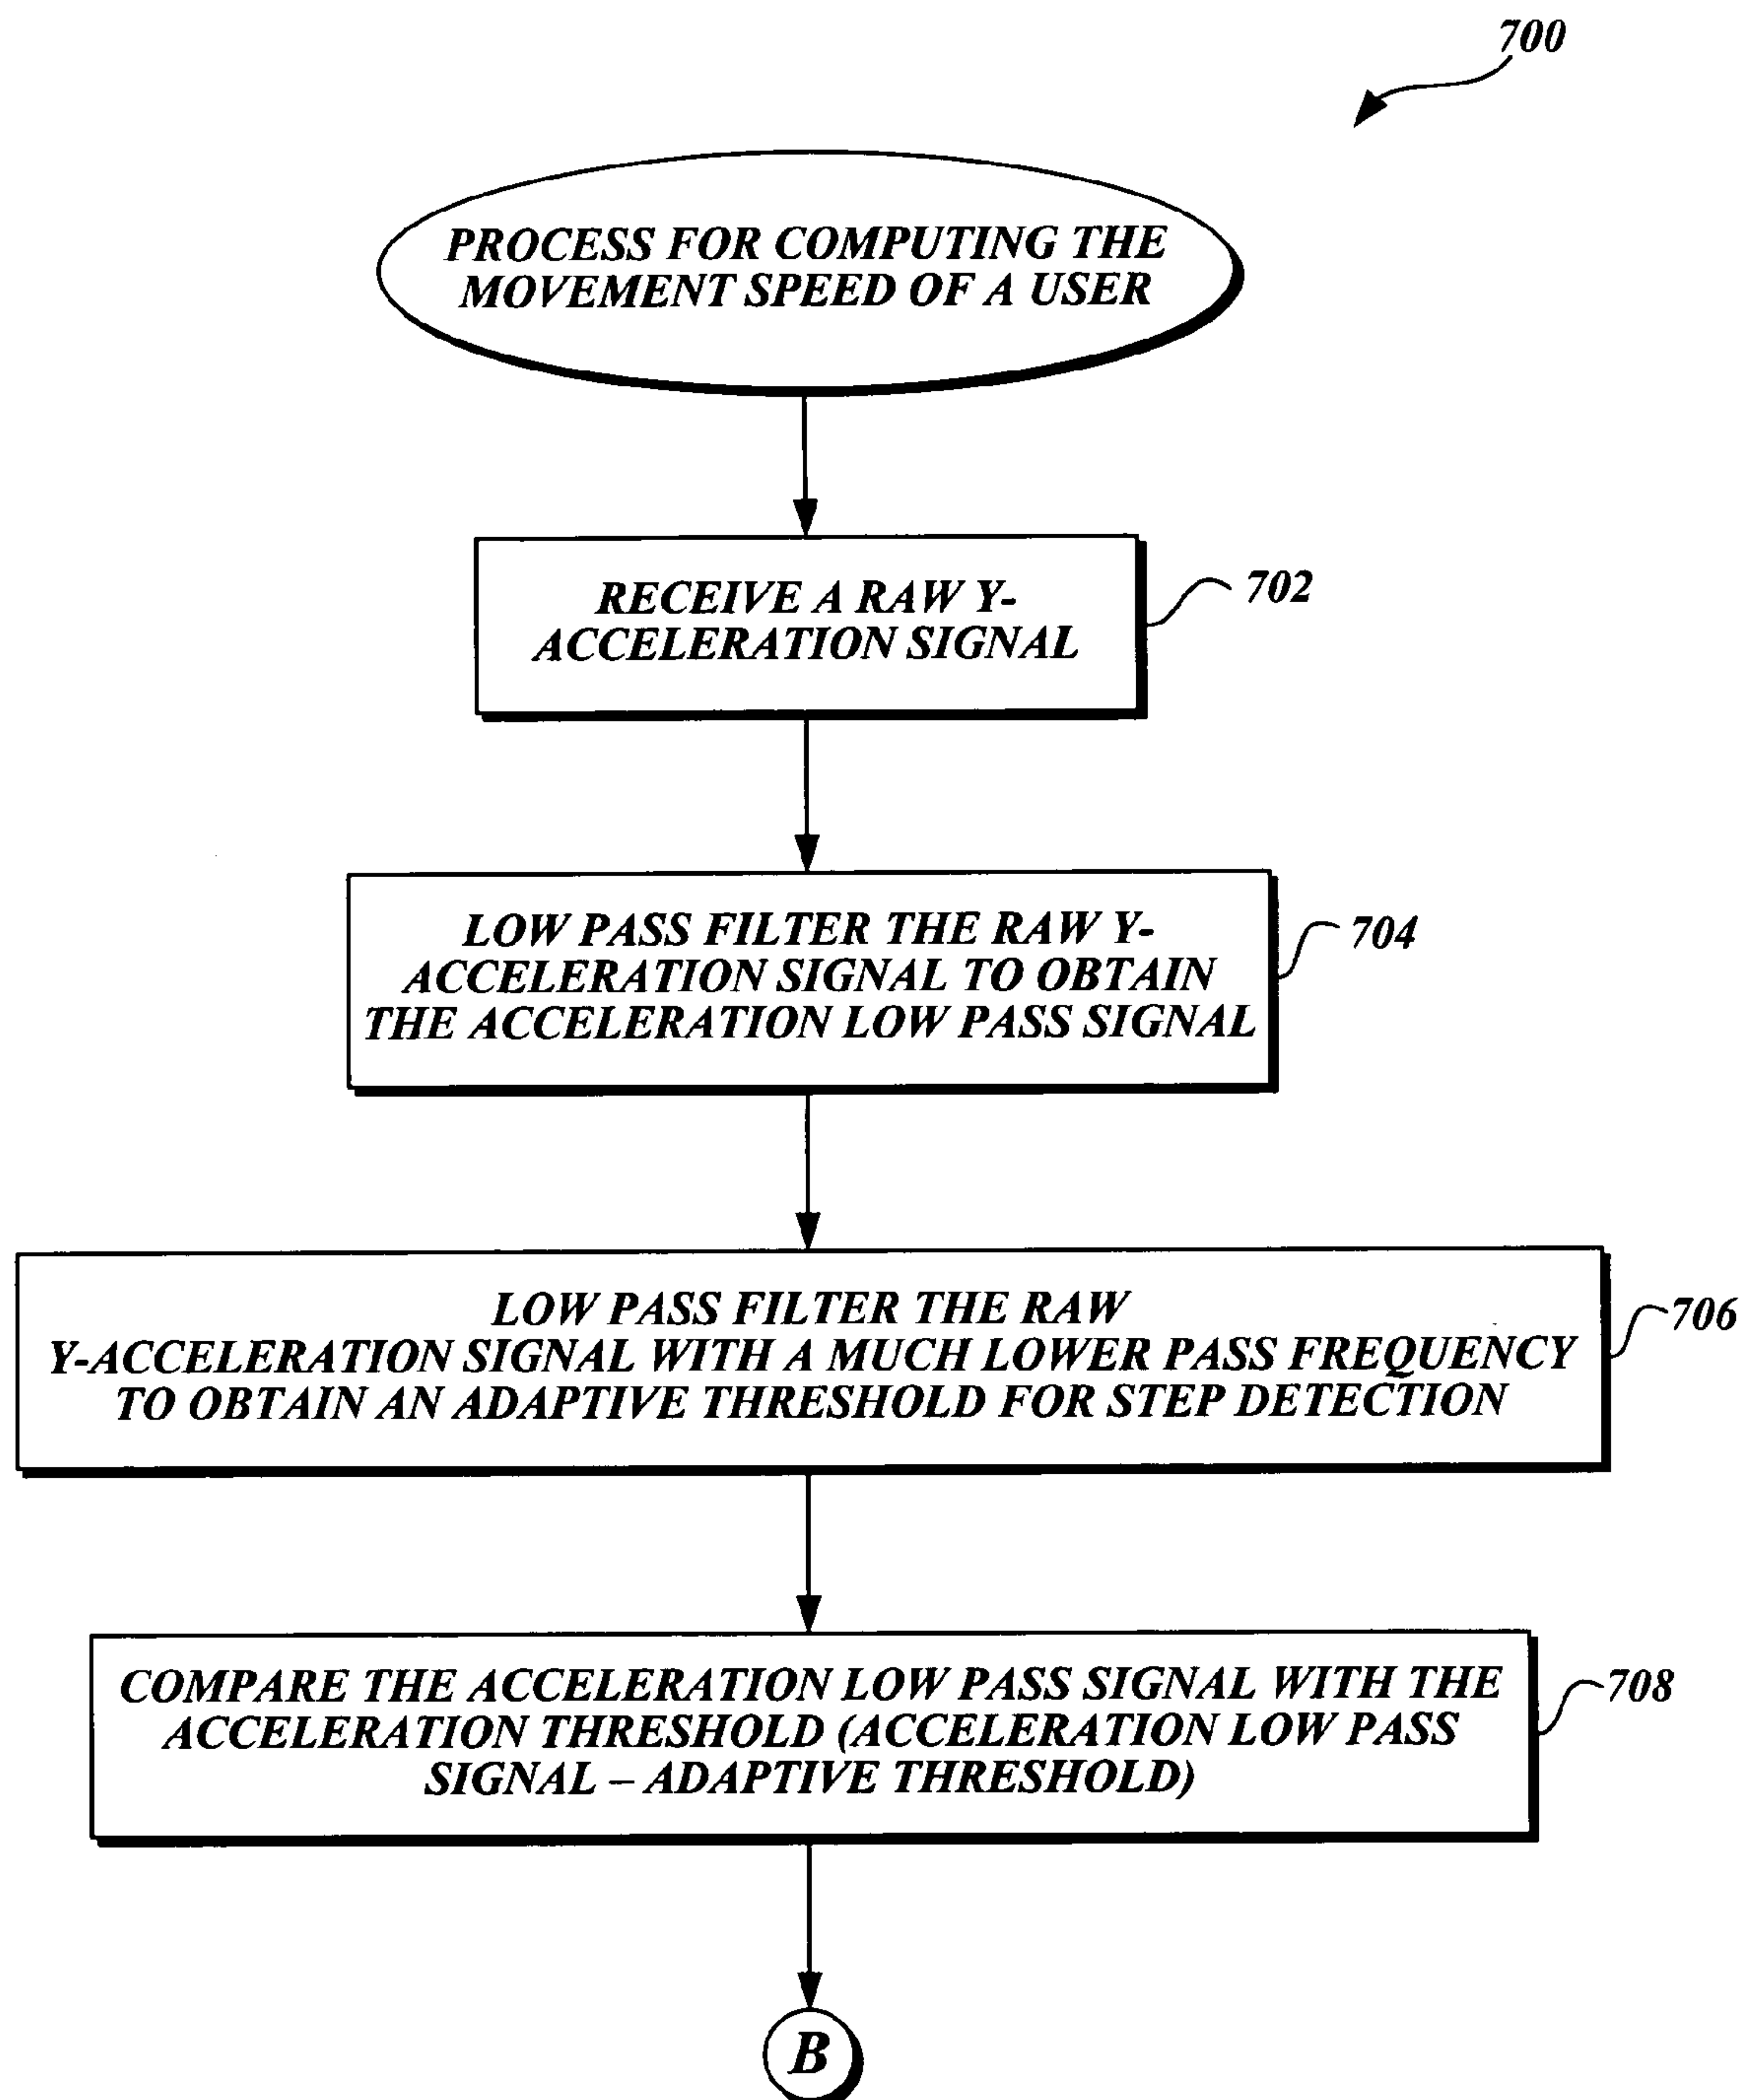 700
PROCESS FOR COMPUTING THE
MOVEMENT SPEED OF A USER
RECEIVE A RAW Y-
ACCELERATION SIGNAL
702
LOW PASS FILTER THE RAW Y-
ACCELERATION SIGNAL TO OBTAIN
THE ACCELERATION LOW PASS SIGNAL
704
LOW PASS FILTER THE RAW
Y-ACCELERATION SIGNAL WITH A MUCH LOWER PASS FREQUENCY
TO OBTAIN AN ADAPTIVE THRESHOLD FOR STEP DETECTION
706
COMPARE THE ACCELERATION LOW PASS SIGNAL WITH THE
ACCELERATION THRESHOLD (ACCELERATION LOW PASS
SIGNAL – ADAPTIVE THRESHOLD)
708
B